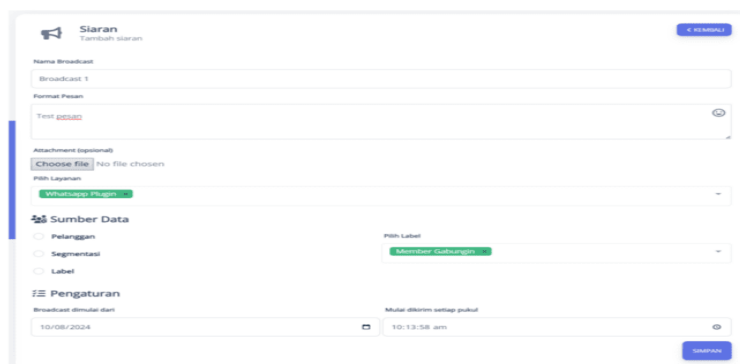 Siaran
Tambah siaran
< KEMBALI
Nama Broadcast
Broadcast 1
Format Pesan
Test pesan
Attachment (opsional)
Choose file No file chosen
Pilih Layanan
Whatsapp Plugin ×
Sumber Data
Pelanggan
Segmentasi
Label
Pilih Label
Member Gabungin ×
Pengaturan
Broadcast dimulai dari
10/08/2024
Mulai dikirim setiap pukul
10:13:58 am
SIMPAN